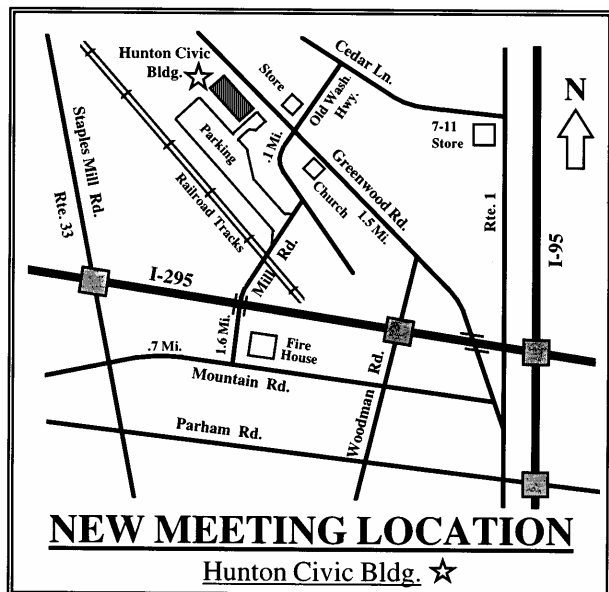 Hunton Civic
Bldg.
Cedar Ln.
Store
Old Wash.
Hwy.
N
7-11
Store
Staples Mill Rd.
Rte. 33
Parking
.1 Mi.
Church
Greenwood Rd.
1.5 Mi.
Rte. 1
I-95
Railroad Tracks
Mill Rd.
I-295
1.6 Mi.
Fire
House
.7 Mi.
Mountain Rd.
Woodman Rd.
Parham Rd.
NEW MEETING LOCATION
Hunton Civic Bldg.